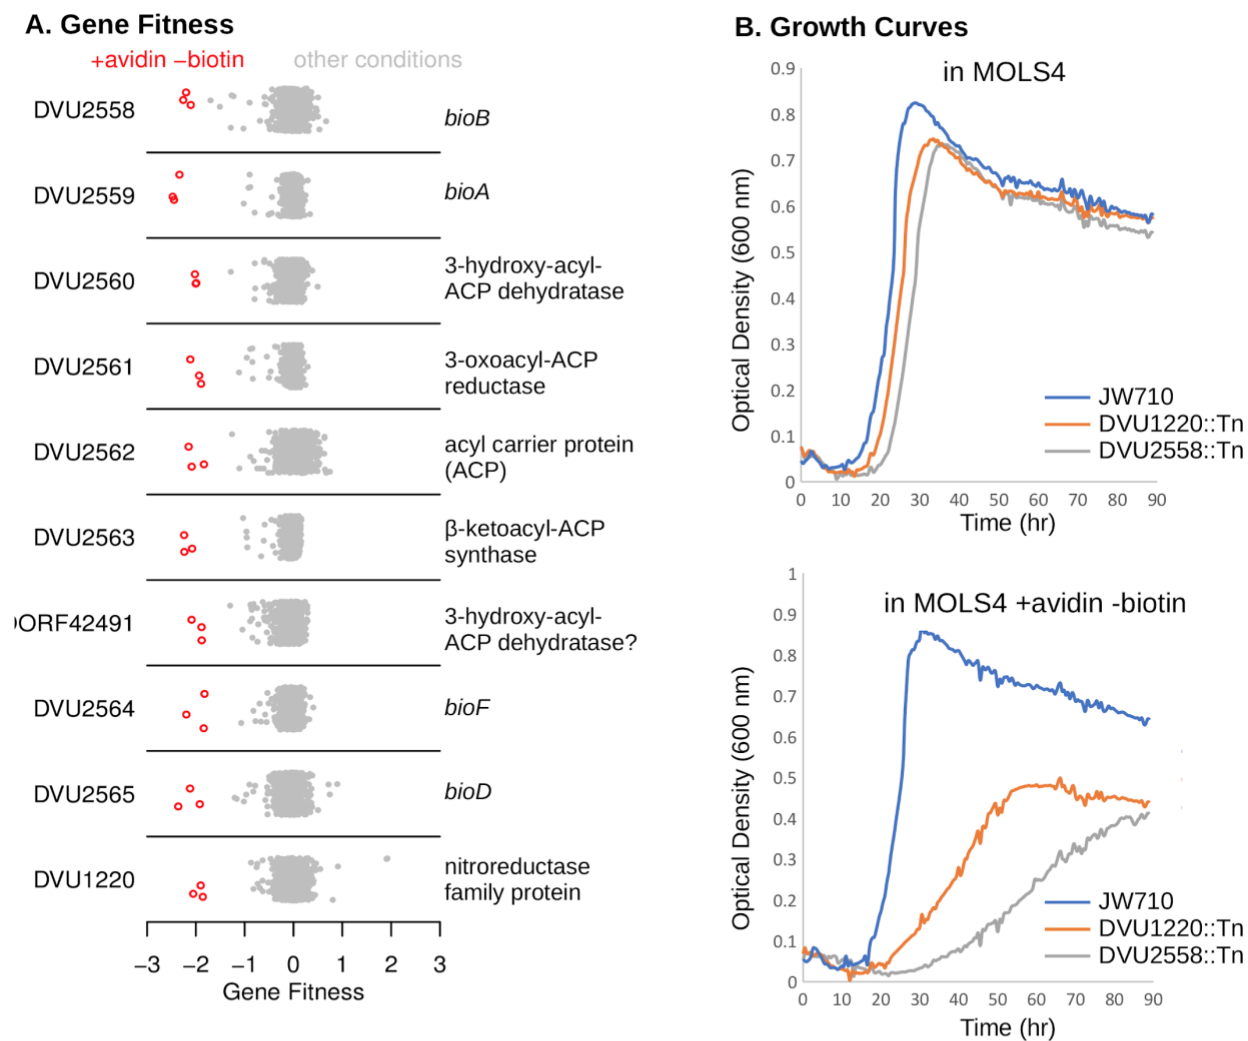 A. Gene Fitness
+avidin −biotin
other conditions
DVU2558
bioB
DVU2559
bioA
DVU2560
3-hydroxy-acyl-
ACP dehydratase
DVU2561
3-oxoacyl-ACP
reductase
DVU2562
acyl carrier protein
(ACP)
DVU2563
β-ketoacyl-ACP
synthase
ORF42491
3-hydroxy-acyl-
ACP dehydratase?
DVU2564
bioF
DVU2565
bioD
DVU1220
nitroreductase
family protein
−3 −2 −1 0 1 2 3
Gene Fitness
B. Growth Curves
in MOLS4
Optical Density (600 nm)
0.9
0.8
0.7
0.6
0.5
0.4
0.3
0.2
0.1
0
JW710
DVU1220::Tn
DVU2558::Tn
0 10 20 30 40 50 60 70 80 90
Time (hr)
in MOLS4 +avidin -biotin
Optical Density (600 nm)
1
0.9
0.8
0.7
0.6
0.5
0.4
0.3
0.2
0.1
0
JW710
DVU1220::Tn
DVU2558::Tn
0 10 20 30 40 50 60 70 80 90
Time (hr)